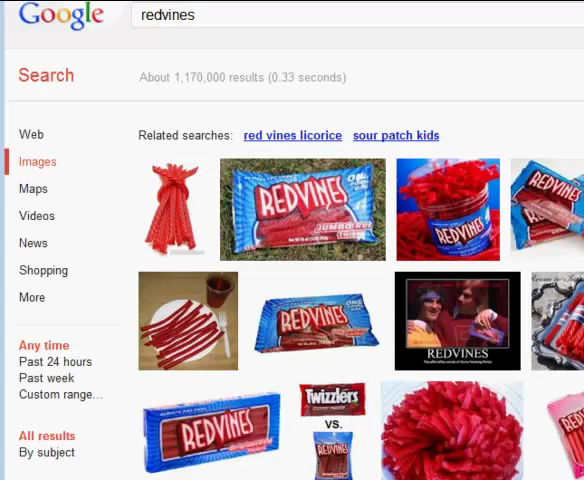 Google
redvines
Search
About 1,170,000 results (0.33 seconds)
Web
Images
Maps
Videos
News
Shopping
More
Any time
Past 24 hours
Past week
Custom range...
All results
By subject
Related searches: red vines licorice sour patch kids
REDVINES
JUMBO
REDVINES
REDVINES
REDVINES
REDVINES
REDVINES
Twizzlers
VS.
REDVINES